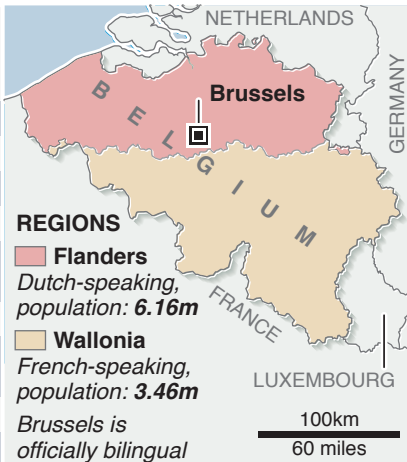 NETHERLANDS
GERMANY
BELGIUM
Brussels
REGIONS
Flanders
Dutch-speaking,
population: 6.16m
Wallonia
French-speaking,
population: 3.46m
Brussels is
officially bilingual
FRANCE
LUXEMBOURG
100km
60 miles